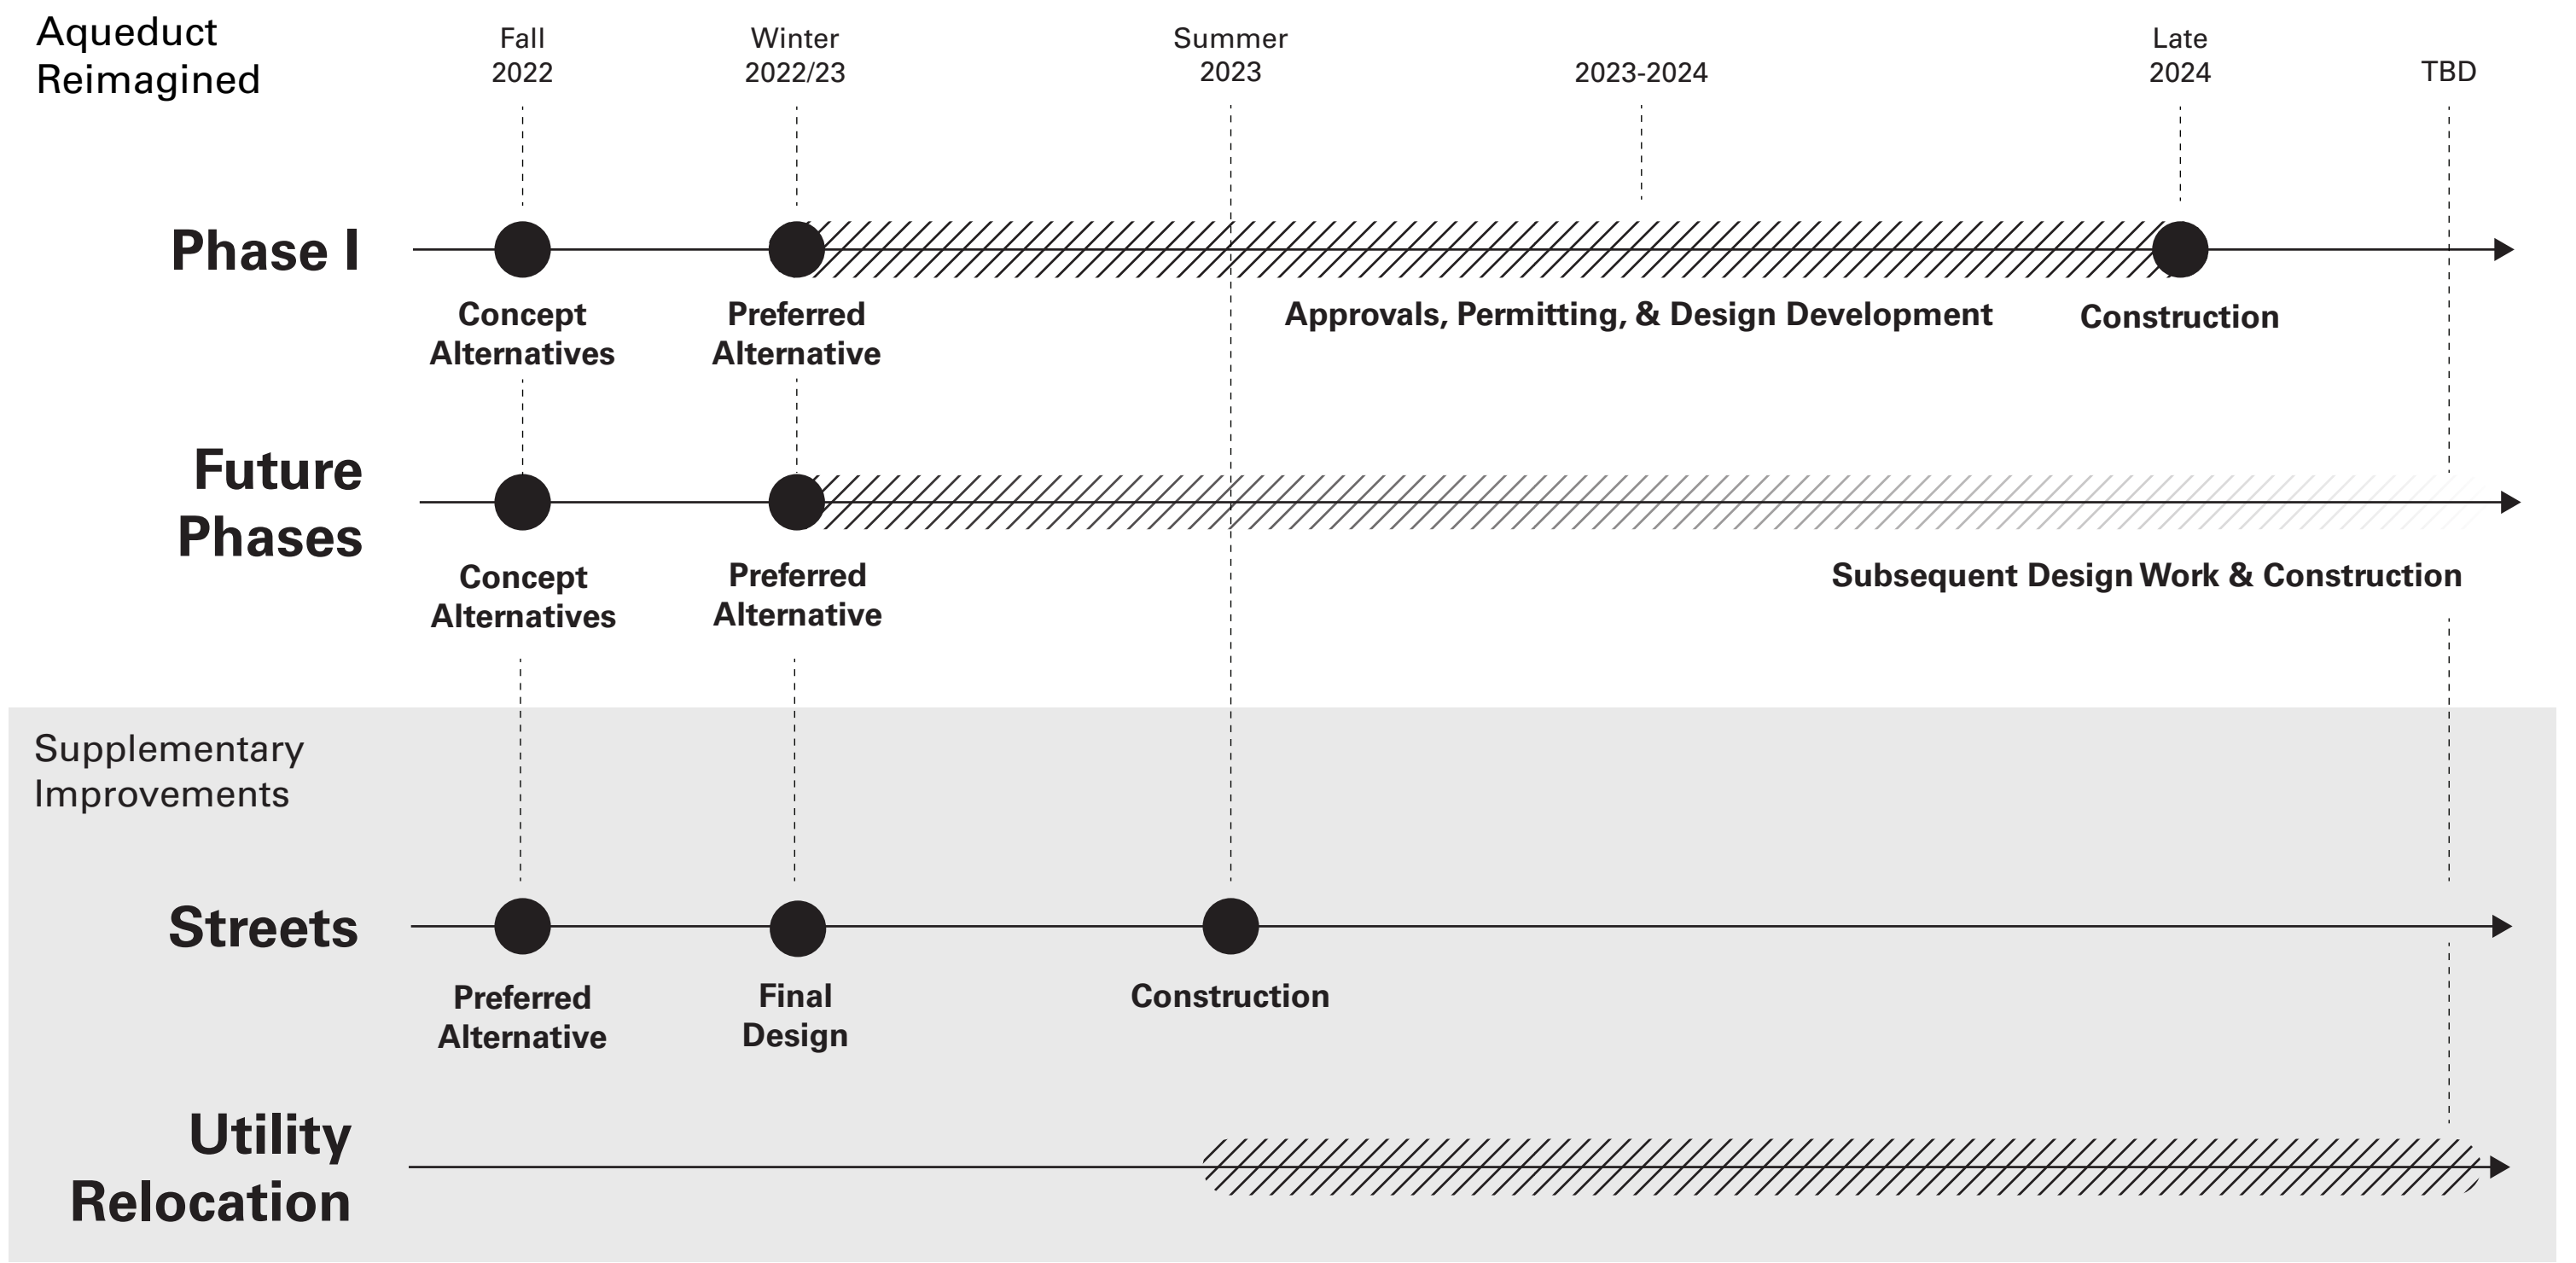 Aqueduct
Reimagined
Fall
2022
Winter
2022/23
Summer
2023
2023-2024
Late
2024
TBD
Phase I
Concept
Alternatives
Preferred
Alternative
Approvals, Permitting, & Design Development
Construction
Future
Phases
Concept
Alternatives
Preferred
Alternative
Subsequent Design Work & Construction
Supplementary
Improvements
Streets
Preferred
Alternative
Final
Design
Construction
Utility
Relocation